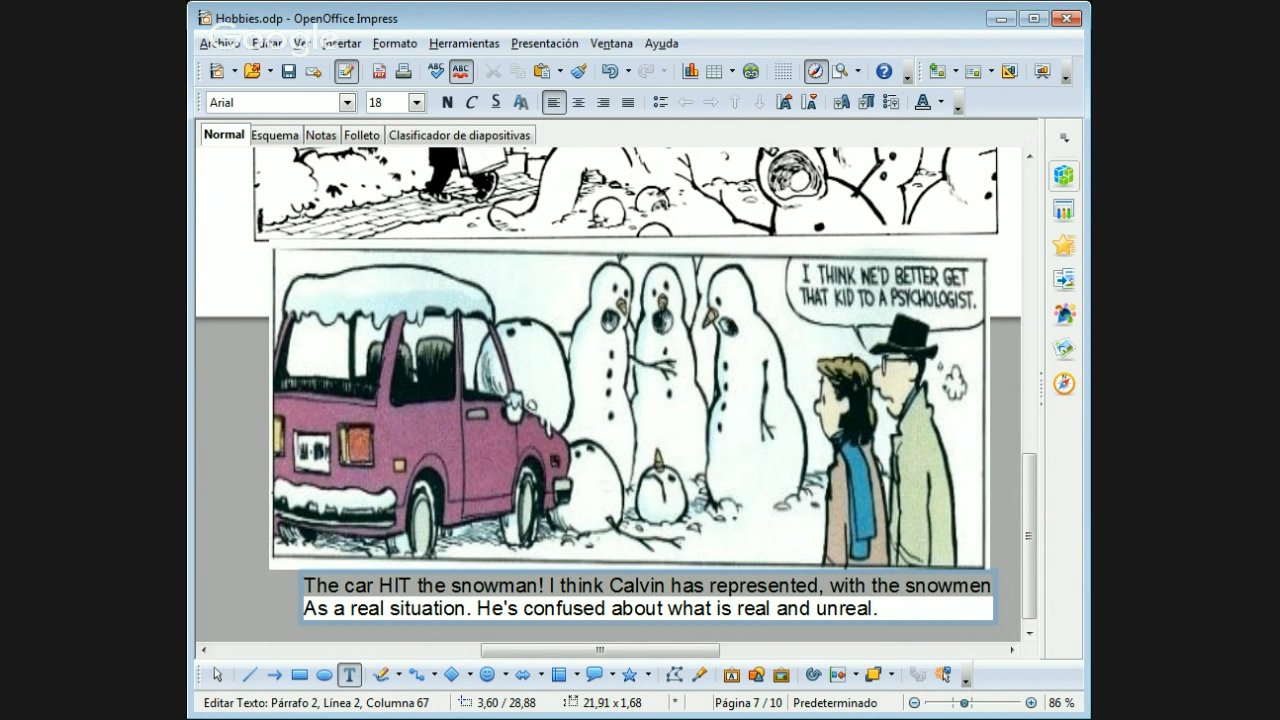 Hobbies.odp - OpenOffice Impress
Google
Archivo Editar Ver Insertar Formato Herramientas Presentación Ventana Ayuda
Arial 18 N C S
Normal Esquema Notas Folleto Clasificador de diapositivas
I THINK WE'D BETTER GET
THAT KID TO A PSYCHOLOGIST.
The car HIT the snowman! I think Calvin has represented, with the snowmen
As a real situation. He's confused about what is real and unreal.
Editar Texto: Párrafo 2, Línea 2, Columna 67 3,60 / 28,88 21,91 x 1,68 * Página 7 / 10 Predeterminado 86 %